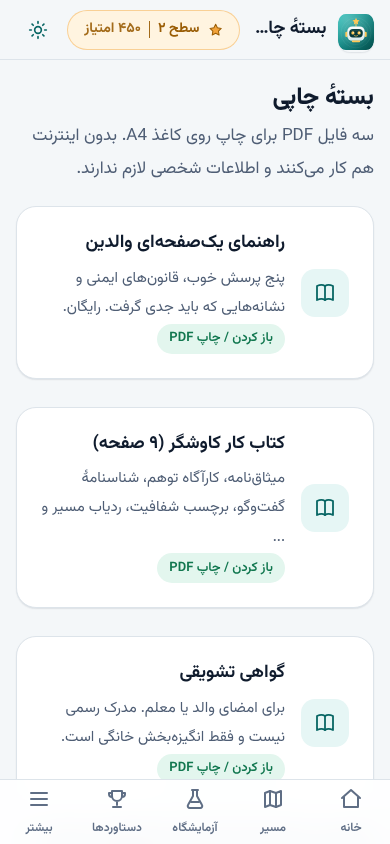 بستهٔ چا...
سطح ۲ | ۴۵۰ امتیاز
بستهٔ چاپی
سه فایل PDF برای چاپ روی کاغذ A4. بدون اینترنت
هم کار می‌کنند و اطلاعات شخصی لازم ندارند.
راهنمای یک‌صفحه‌ای والدین
پنج پرسش خوب، قانون‌های ایمنی و
نشانه‌هایی که باید جدی گرفت. رایگان.
باز کردن / چاپ PDF
کتاب کار کاوشگر (۹ صفحه)
میثاق‌نامه، کارآگاه توهم، شناسنامهٔ
گفت‌وگو، برچسب شفافیت، ردیاب مسیر و
...
باز کردن / چاپ PDF
گواهی تشویقی
برای امضای والد یا معلم. مدرک رسمی
نیست و فقط انگیزه‌بخش خانگی است.
باز کردن / چاپ PDF
خانه
مسیر
آزمایشگاه
دستاوردها
بیشتر